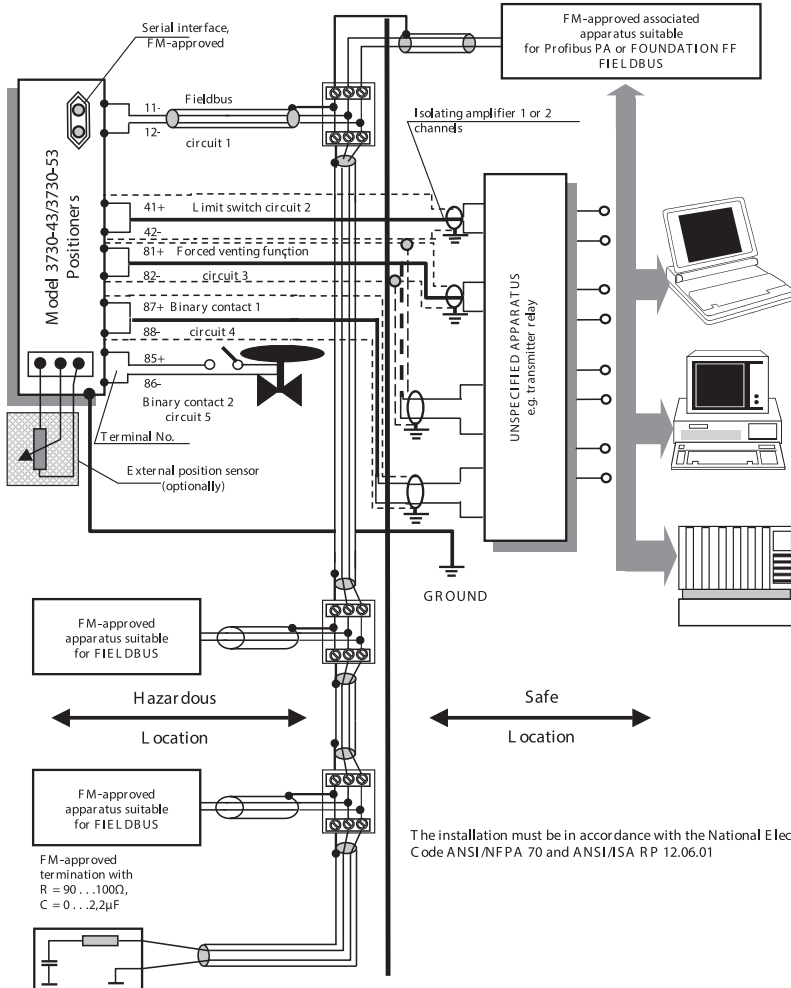 Serial interface,
FM-approved
FM-approved associated
apparatus suitable
for Profibus PA or FOUNDATION FF
FIELDBUS
Model 3730-43/3730-53
Positioners
11-
Fieldbus
12-
circuit 1
Isolating amplifier 1 or 2
channels
41+ Limit switch circuit 2
42-
81+ Forced venting function
82- circuit 3
87+ Binary contact 1
88- circuit 4
85+
86-
Binary contact 2
circuit 5
Terminal No.
External position sensor
(optionally)
UNSPECIFIED APPARATUS
e.g. transmitter relay
GROUND
FM-approved
apparatus suitable
for FIELDBUS
Hazardous
Location
Safe
Location
FM-approved
apparatus suitable
for FIELDBUS
The installation must be in accordance with the National Elec
Code ANSI/NFPA 70 and ANSI/ISA RP 12.06.01
FM-approved
termination with
R = 90 . . .100Ω,
C = 0 . . .2,2µF